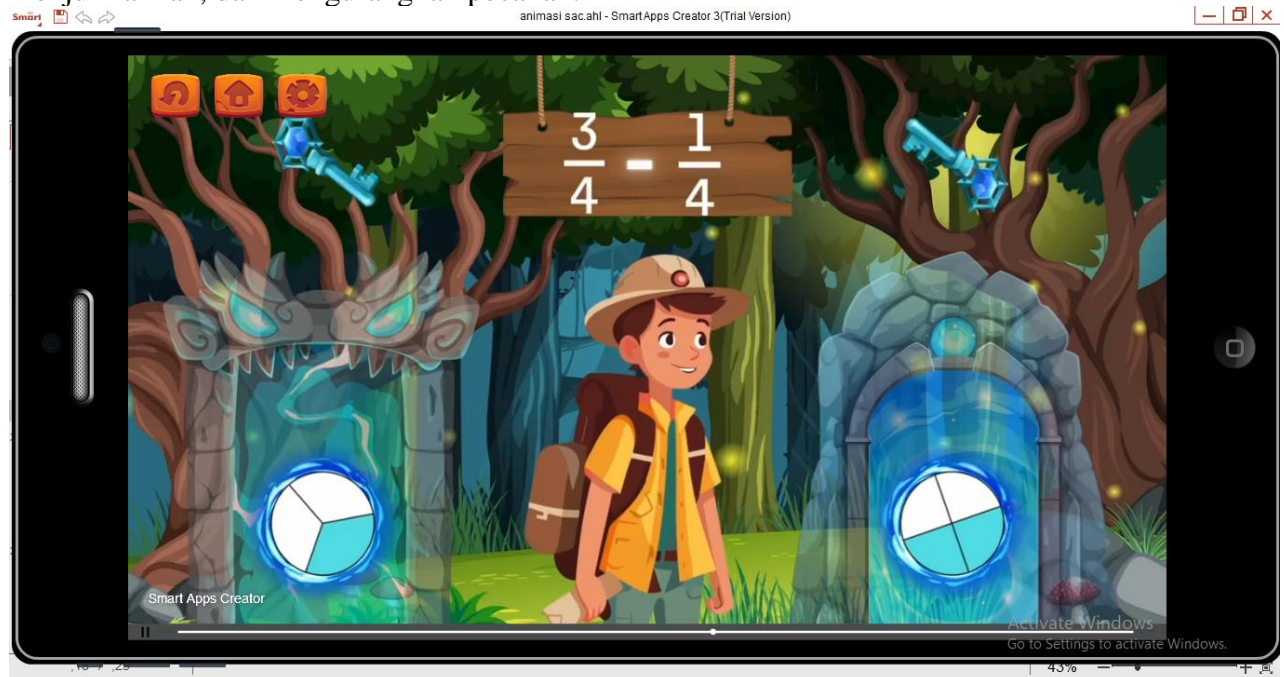 Smart
animasi sac.ahl - SmartApps Creator 3(Trial Version)
3
4
-
1
4
Smart Apps Creator
Activate Windows
Go to Settings to activate Windows.
43%